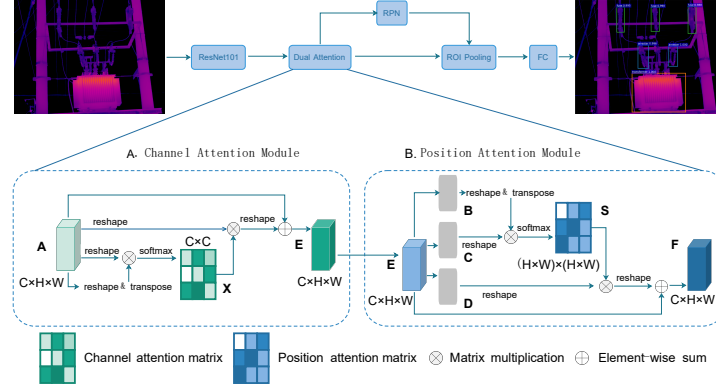 RPN
ResNet101
Dual Attention
ROI Pooling
FC
A. Channel Attention Module
B. Position Attention Module
A
reshape
reshape
reshape
softmax
C×C
X
reshape & transpose
C×H×W
E
C×H×W
E
C×H×W
reshape & transpose
B
reshape
C
softmax
S
(H×W)×(H×W)
reshape
D
reshape
F
C×H×W
Channel attention matrix
Position attention matrix
Matrix multiplication
Element-wise sum